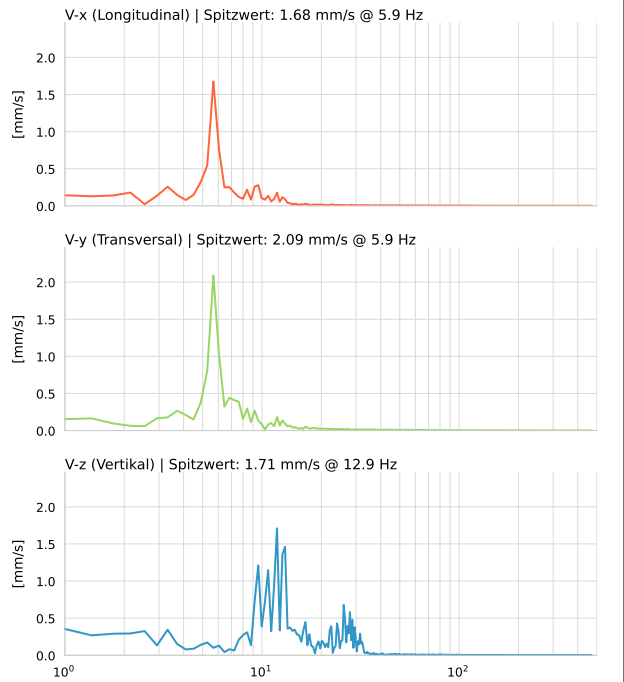 V-x (Longitudinal) | Spitzwert: 1.68 mm/s @ 5.9 Hz
2.0
1.5
1.0
0.5
0.0
[mm/s]
V-y (Transversal) | Spitzwert: 2.09 mm/s @ 5.9 Hz
2.0
1.5
1.0
0.5
0.0
[mm/s]
V-z (Vertikal) | Spitzwert: 1.71 mm/s @ 12.9 Hz
2.0
1.5
1.0
0.5
0.0
[mm/s]
10⁰ 10¹ 10²